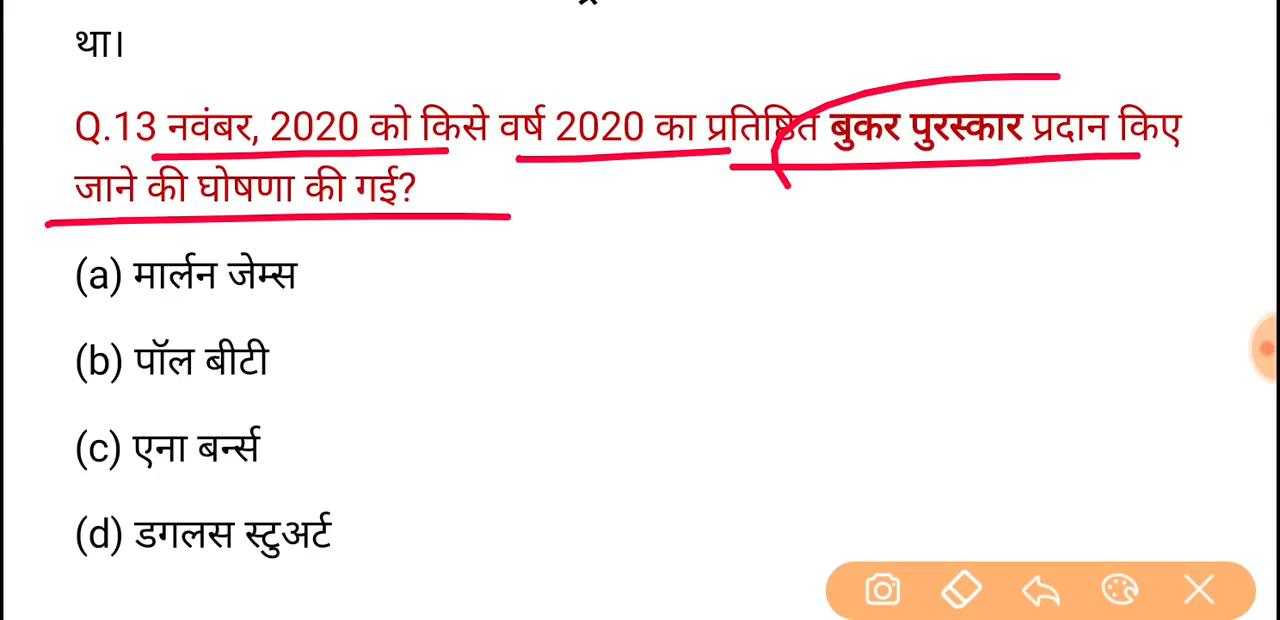 था।
Q.13 नवंबर, 2020 को किसे वर्ष 2020 का प्रतिष्ठित बुकर पुरस्कार प्रदान किए
जाने की घोषणा की गई?
(a) मार्लन जेम्स
(b) पॉल बीटी
(c) एना बर्न्स
(d) डगलस स्टुअर्ट